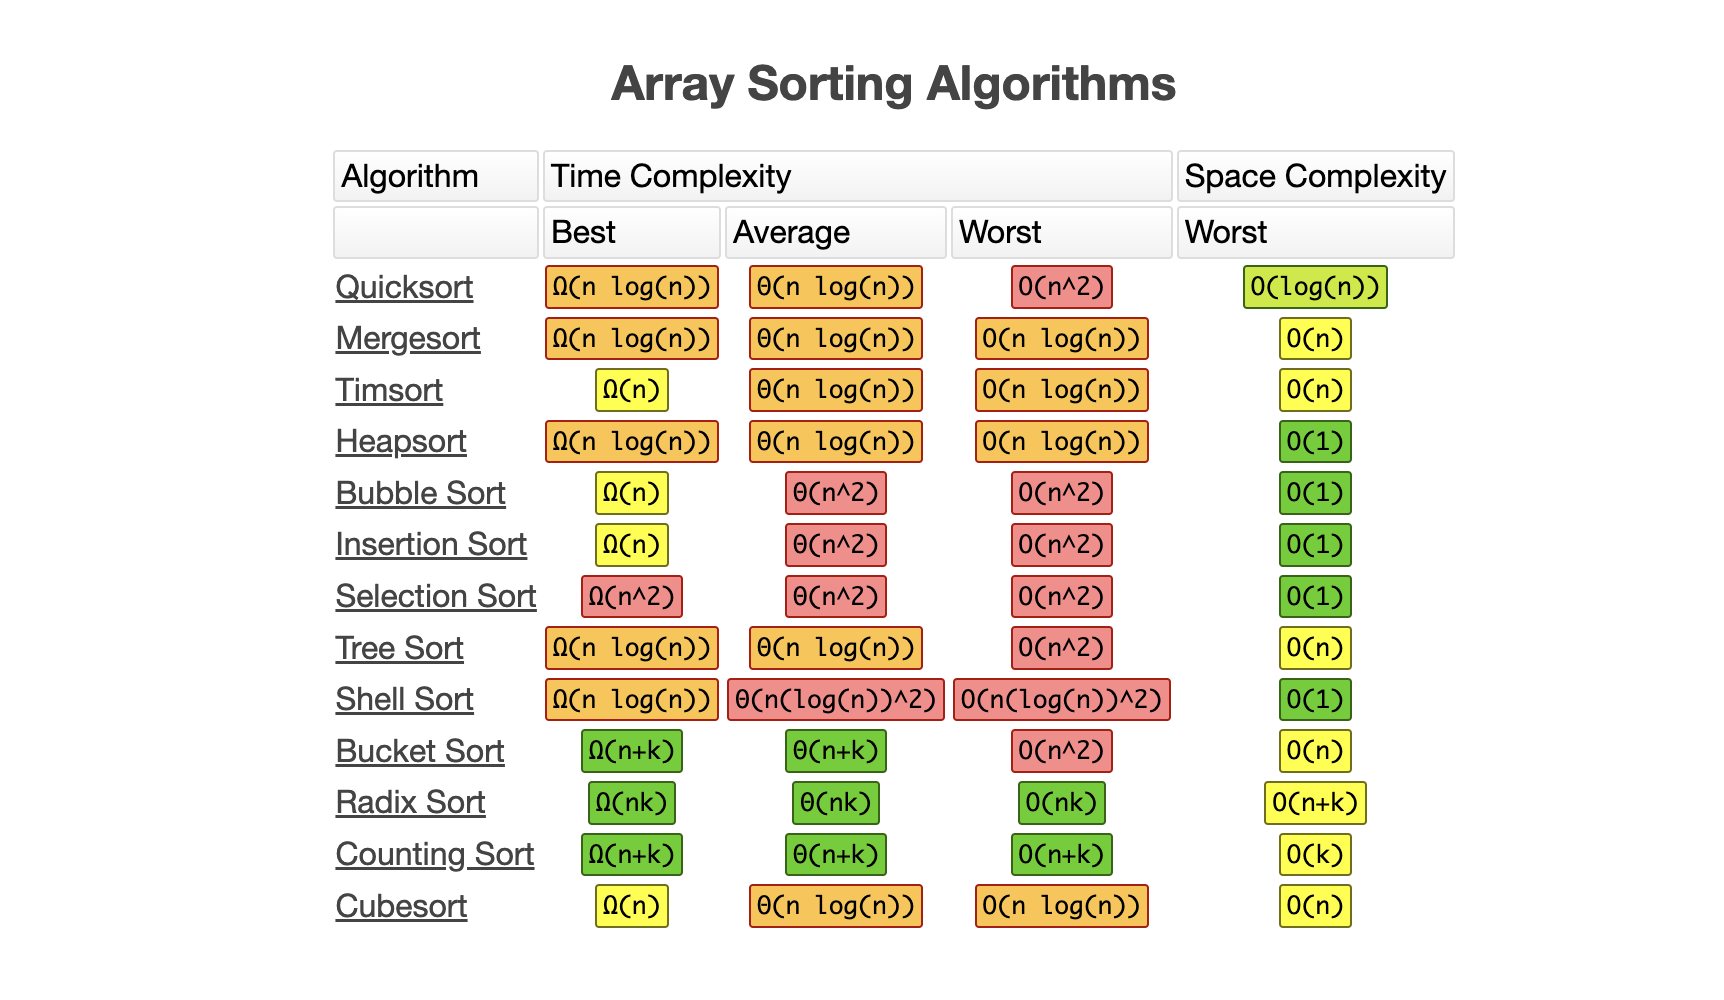 Array Sorting Algorithms
Algorithm Time Complexity Space Complexity
Best Average Worst Worst
Quicksort Ω(n log(n)) Θ(n log(n)) O(n^2) O(log(n))
Mergesort Ω(n log(n)) Θ(n log(n)) O(n log(n)) O(n)
Timsort Ω(n) Θ(n log(n)) O(n log(n)) O(n)
Heapsort Ω(n log(n)) Θ(n log(n)) O(n log(n)) O(1)
Bubble Sort Ω(n) Θ(n^2) O(n^2) O(1)
Insertion Sort Ω(n) Θ(n^2) O(n^2) O(1)
Selection Sort Ω(n^2) Θ(n^2) O(n^2) O(1)
Tree Sort Ω(n log(n)) Θ(n log(n)) O(n^2) O(n)
Shell Sort Ω(n log(n)) Θ(n(log(n))^2) O(n(log(n))^2) O(1)
Bucket Sort Ω(n+k) Θ(n+k) O(n^2) O(n)
Radix Sort Ω(nk) Θ(nk) O(nk) O(n+k)
Counting Sort Ω(n+k) Θ(n+k) O(n+k) O(k)
Cubesort Ω(n) Θ(n log(n)) O(n log(n)) O(n)